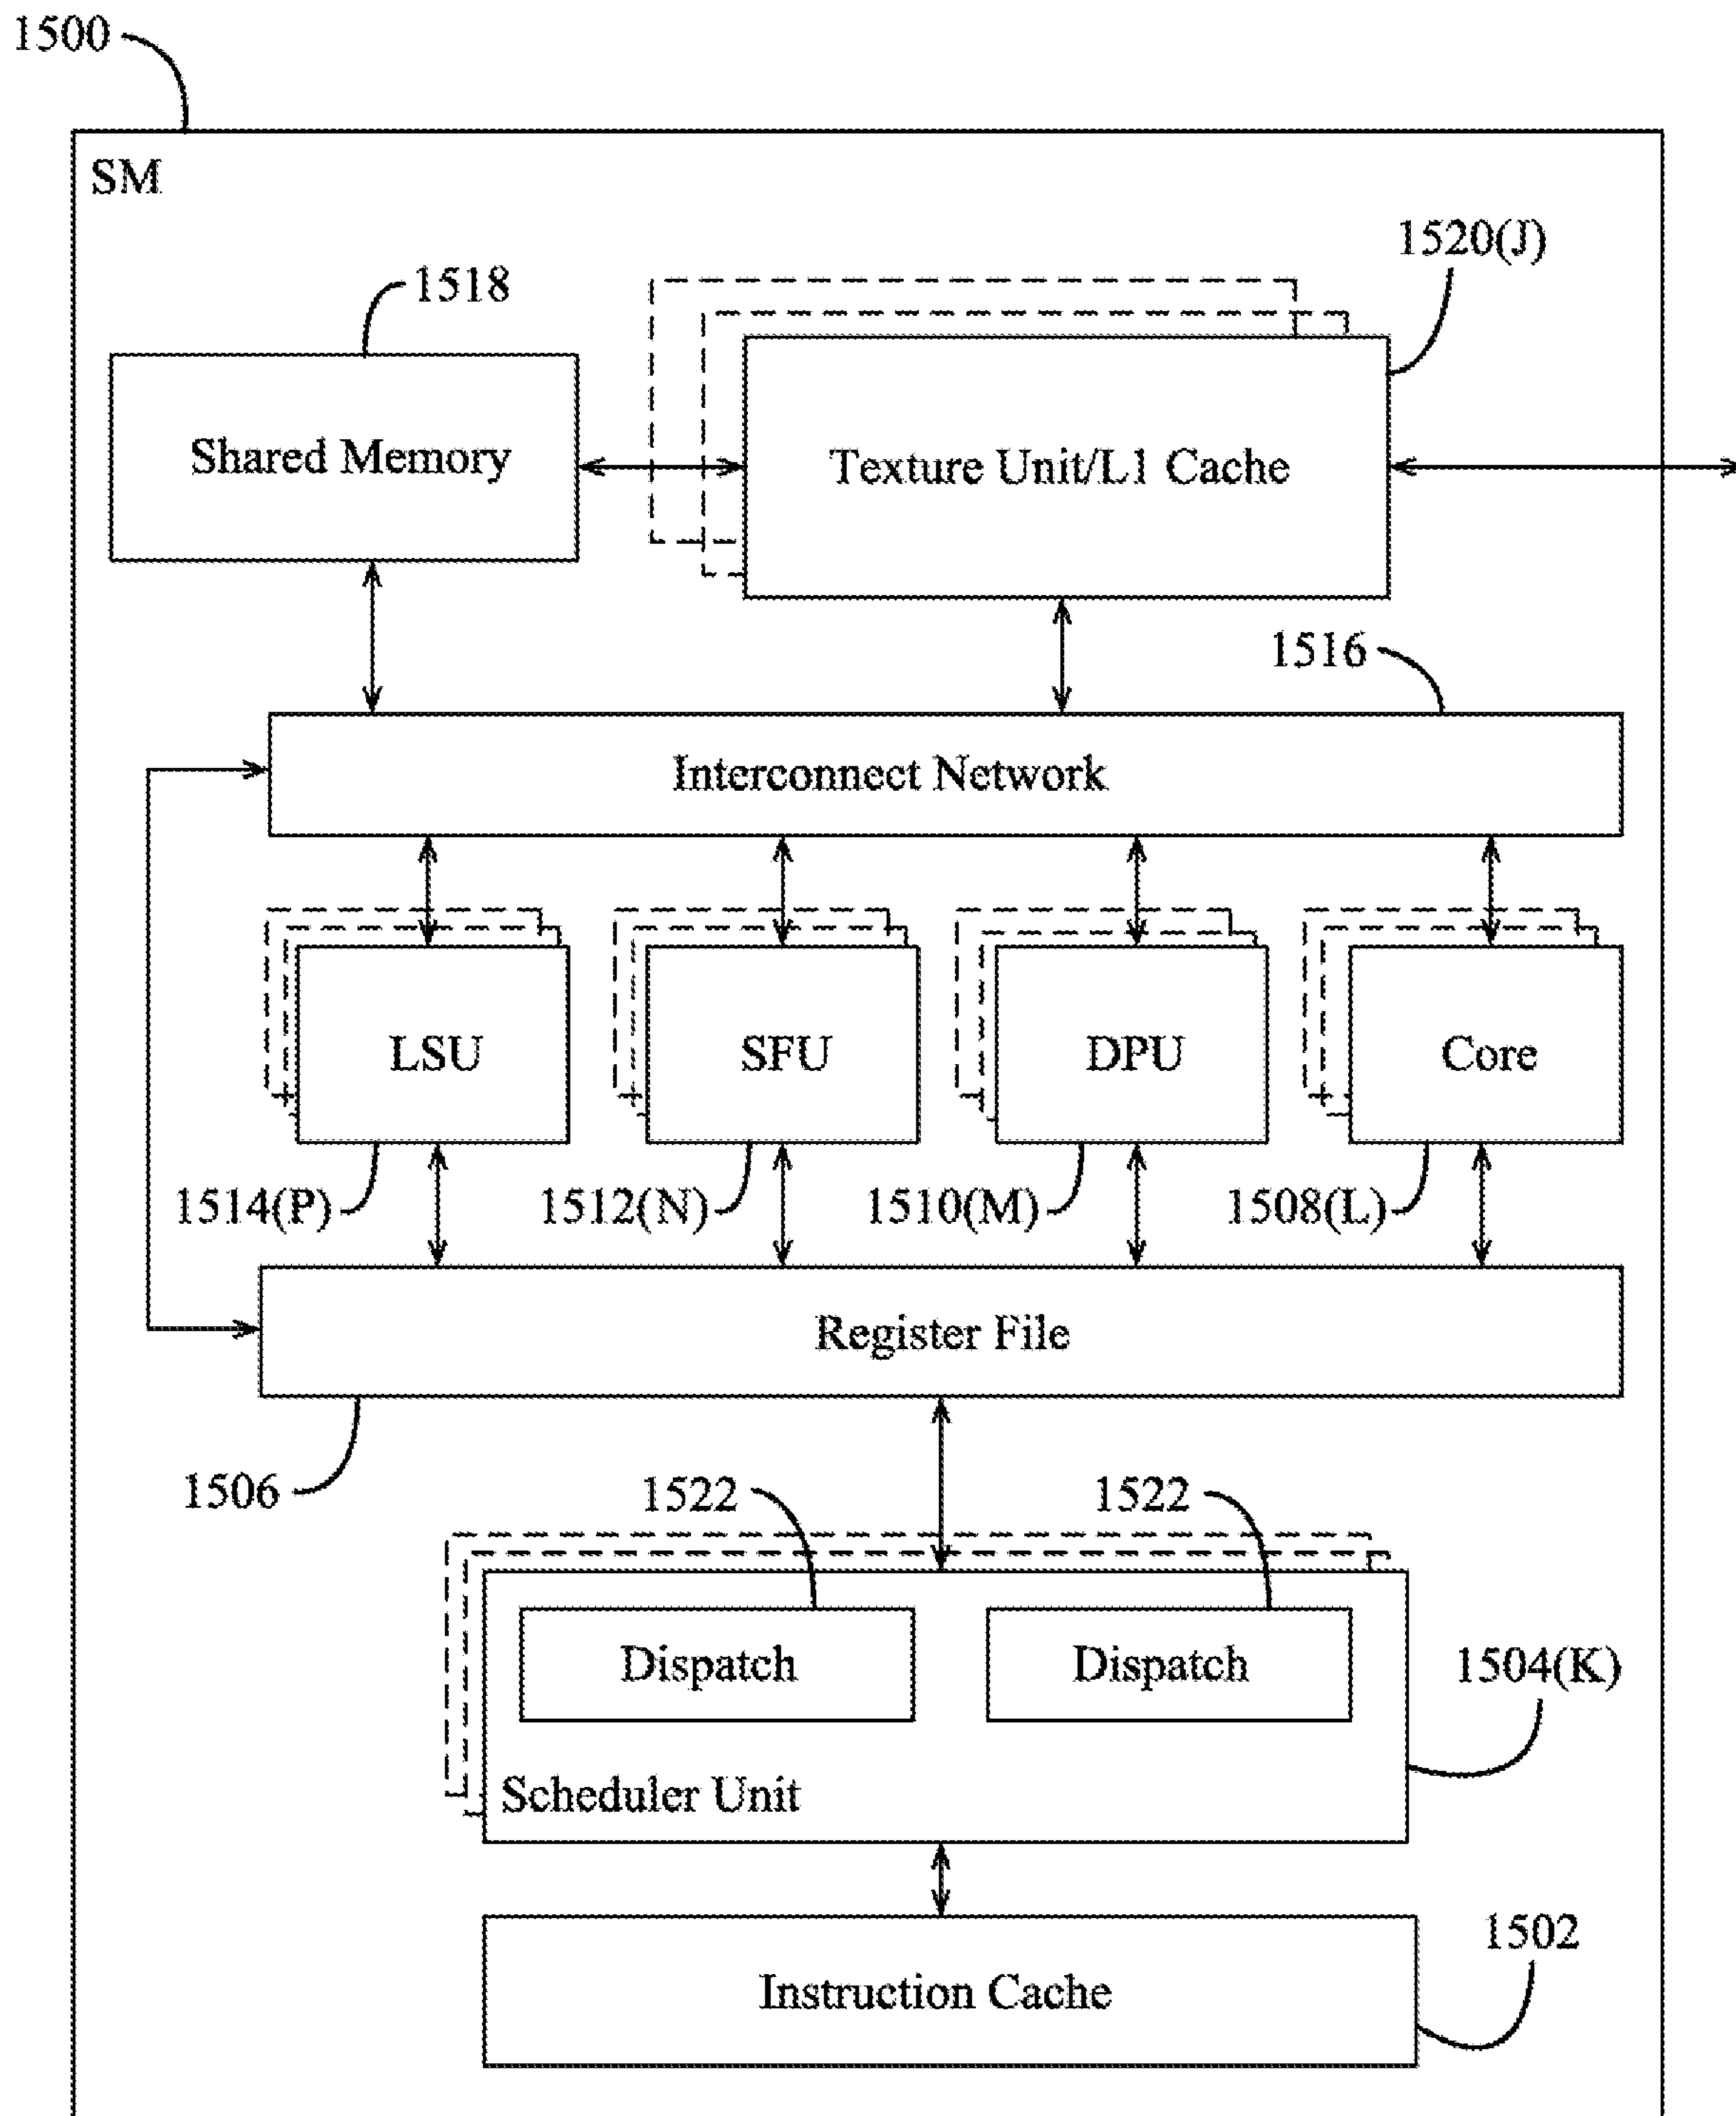 1500
SM
1520(J)
1518
Shared Memory
Texture Unit/L1 Cache
1516
Interconnect Network
LSU
SFU
DPU
Core
1514(P)
1512(N)
1510(M)
1508(L)
Register File
1506
1522
1522
Dispatch
Dispatch
1504(K)
Scheduler Unit
1502
Instruction Cache